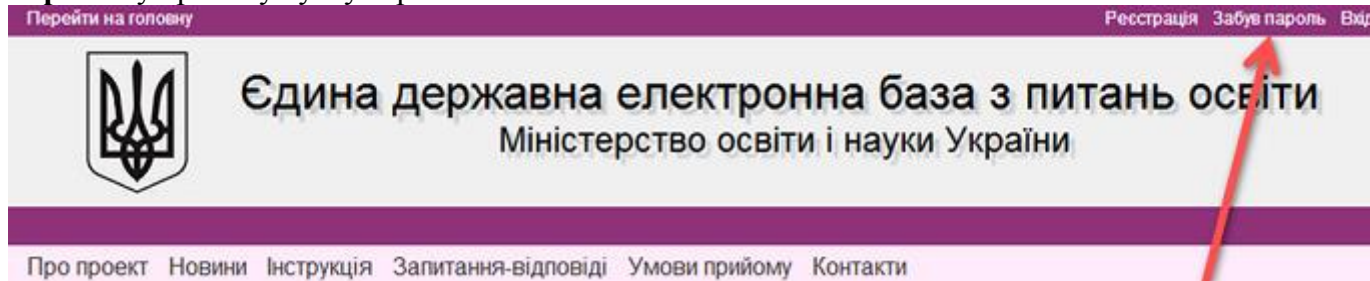 Перейти на головну Реєстрація Забув пароль Вхід
Єдина державна електронна база з питань освіти
Міністерство освіти і науки України
Про проект Новини Інструкція Запитання-відповіді Умови прийому Контакти